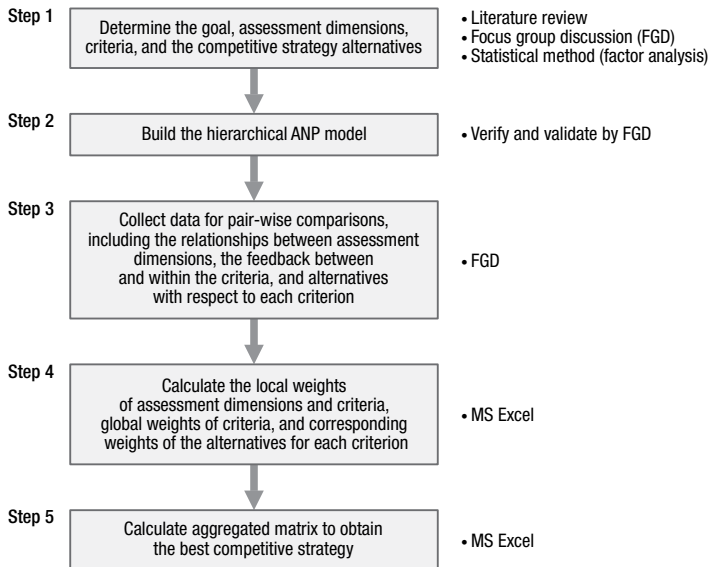 Step 1
Determine the goal, assessment dimensions,
criteria, and the competitive strategy alternatives
• Literature review
• Focus group discussion (FGD)
• Statistical method (factor analysis)
Step 2
Build the hierarchical ANP model
• Verify and validate by FGD
Step 3
Collect data for pair-wise comparisons,
including the relationships between assessment
dimensions, the feedback between
and within the criteria, and alternatives
with respect to each criterion
• FGD
Step 4
Calculate the local weights
of assessment dimensions and criteria,
global weights of criteria, and corresponding
weights of the alternatives for each criterion
• MS Excel
Step 5
Calculate aggregated matrix to obtain
the best competitive strategy
• MS Excel